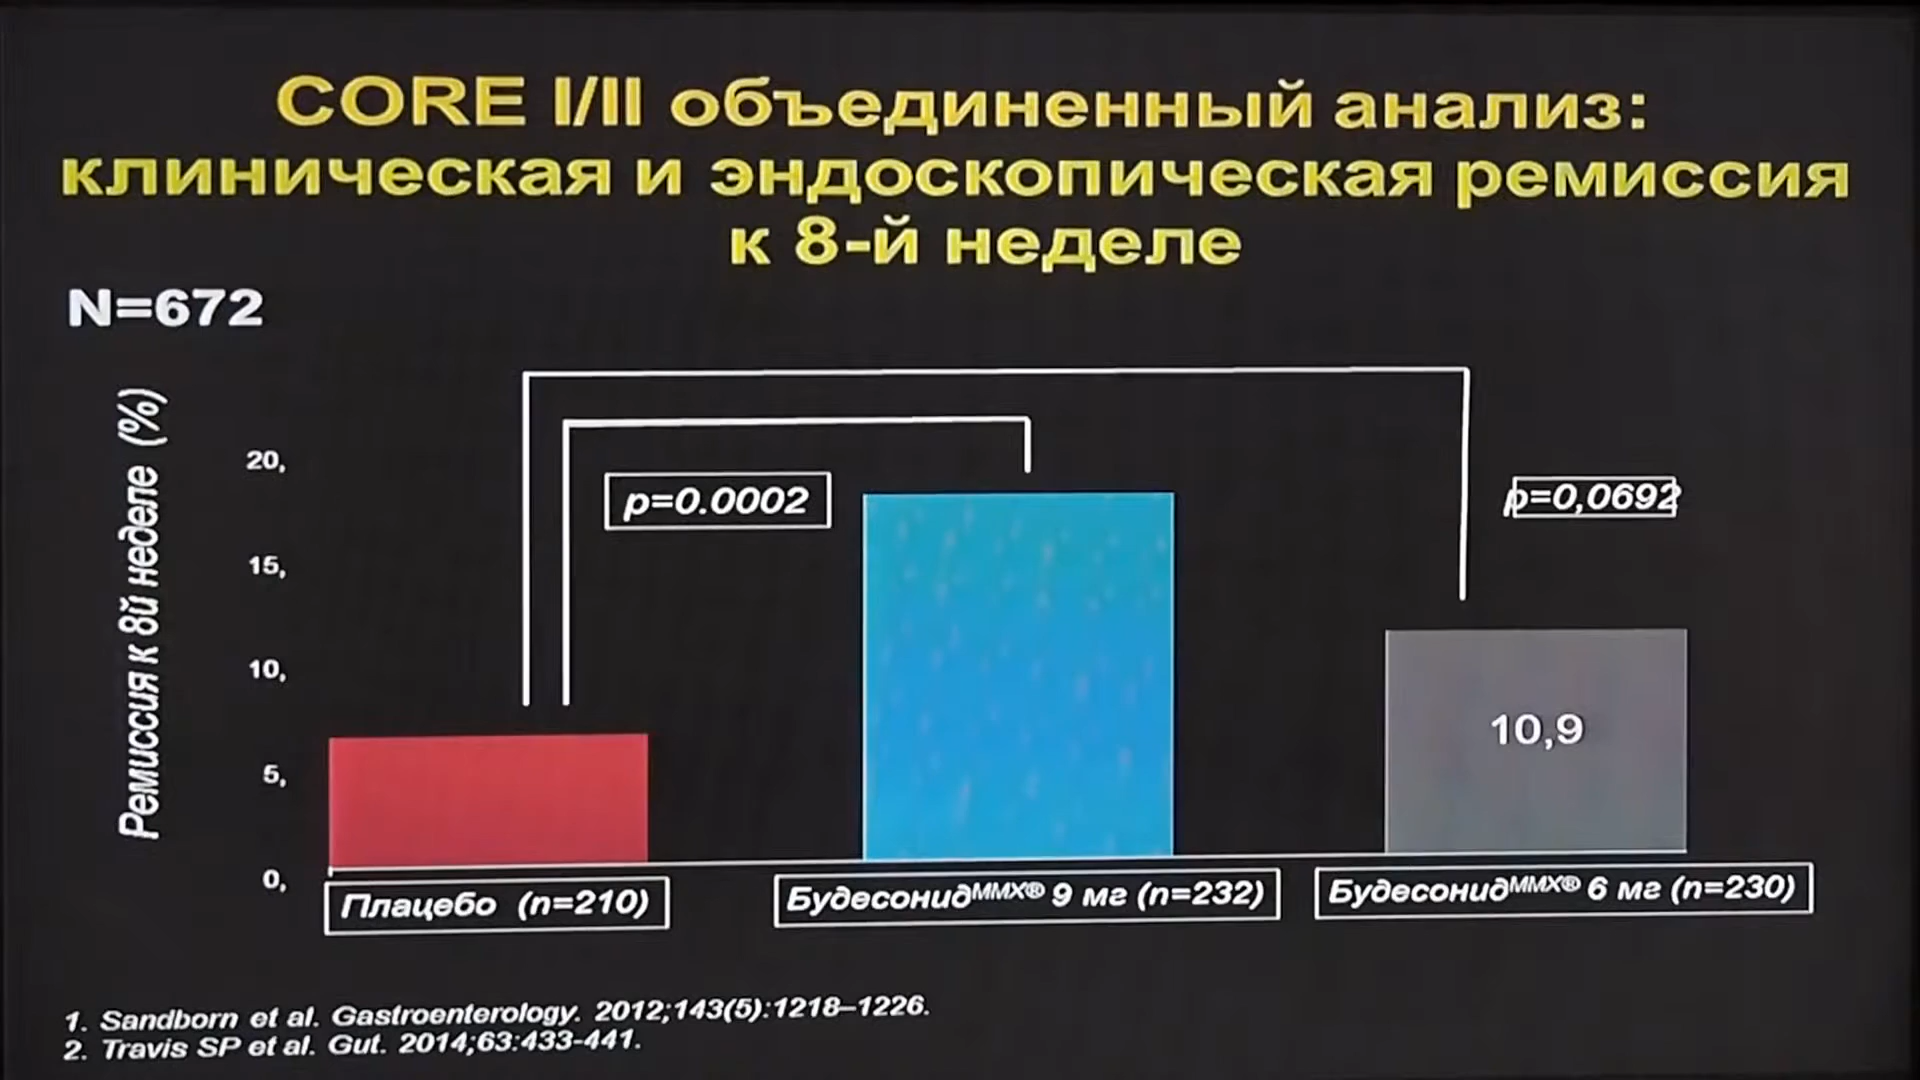 CORE I/II объединенный анализ:
клиническая и эндоскопическая ремиссия
к 8-й неделе
N=672
Ремиссия к 8й неделе (%)
20,
15,
10,
5,
0,
p=0.0002
p=0,0692
10,9
Плацебо (n=210)
БудесонидMMX® 9 мг (n=232)
БудесонидMMX® 6 мг (n=230)
1. Sandborn et al. Gastroenterology. 2012;143(5):1218–1226.
2. Travis SP et al. Gut. 2014;63:433-441.